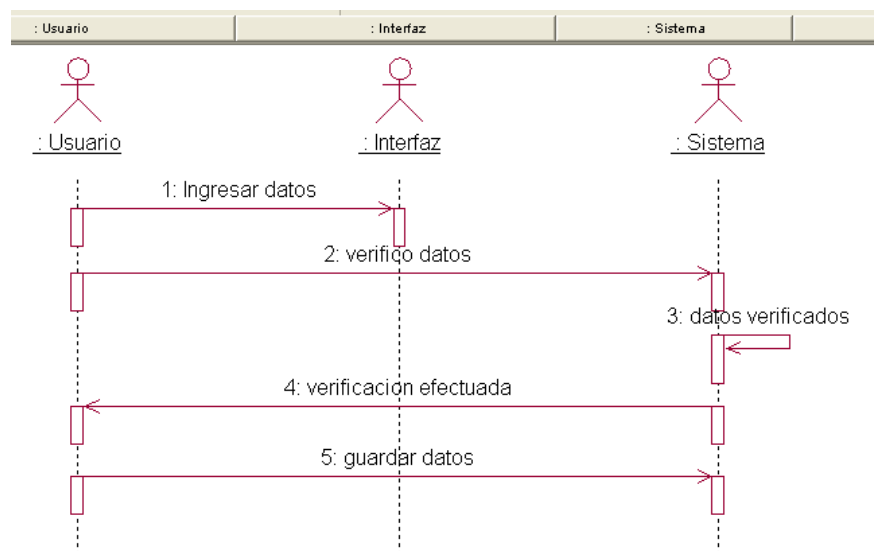 : Usuario
: Interfaz
: Sistema
: Usuario
: Interfaz
: Sistema
1: Ingresar datos
2: verifico datos
3: datos verificados
4: verificacion efectuada
5: guardar datos